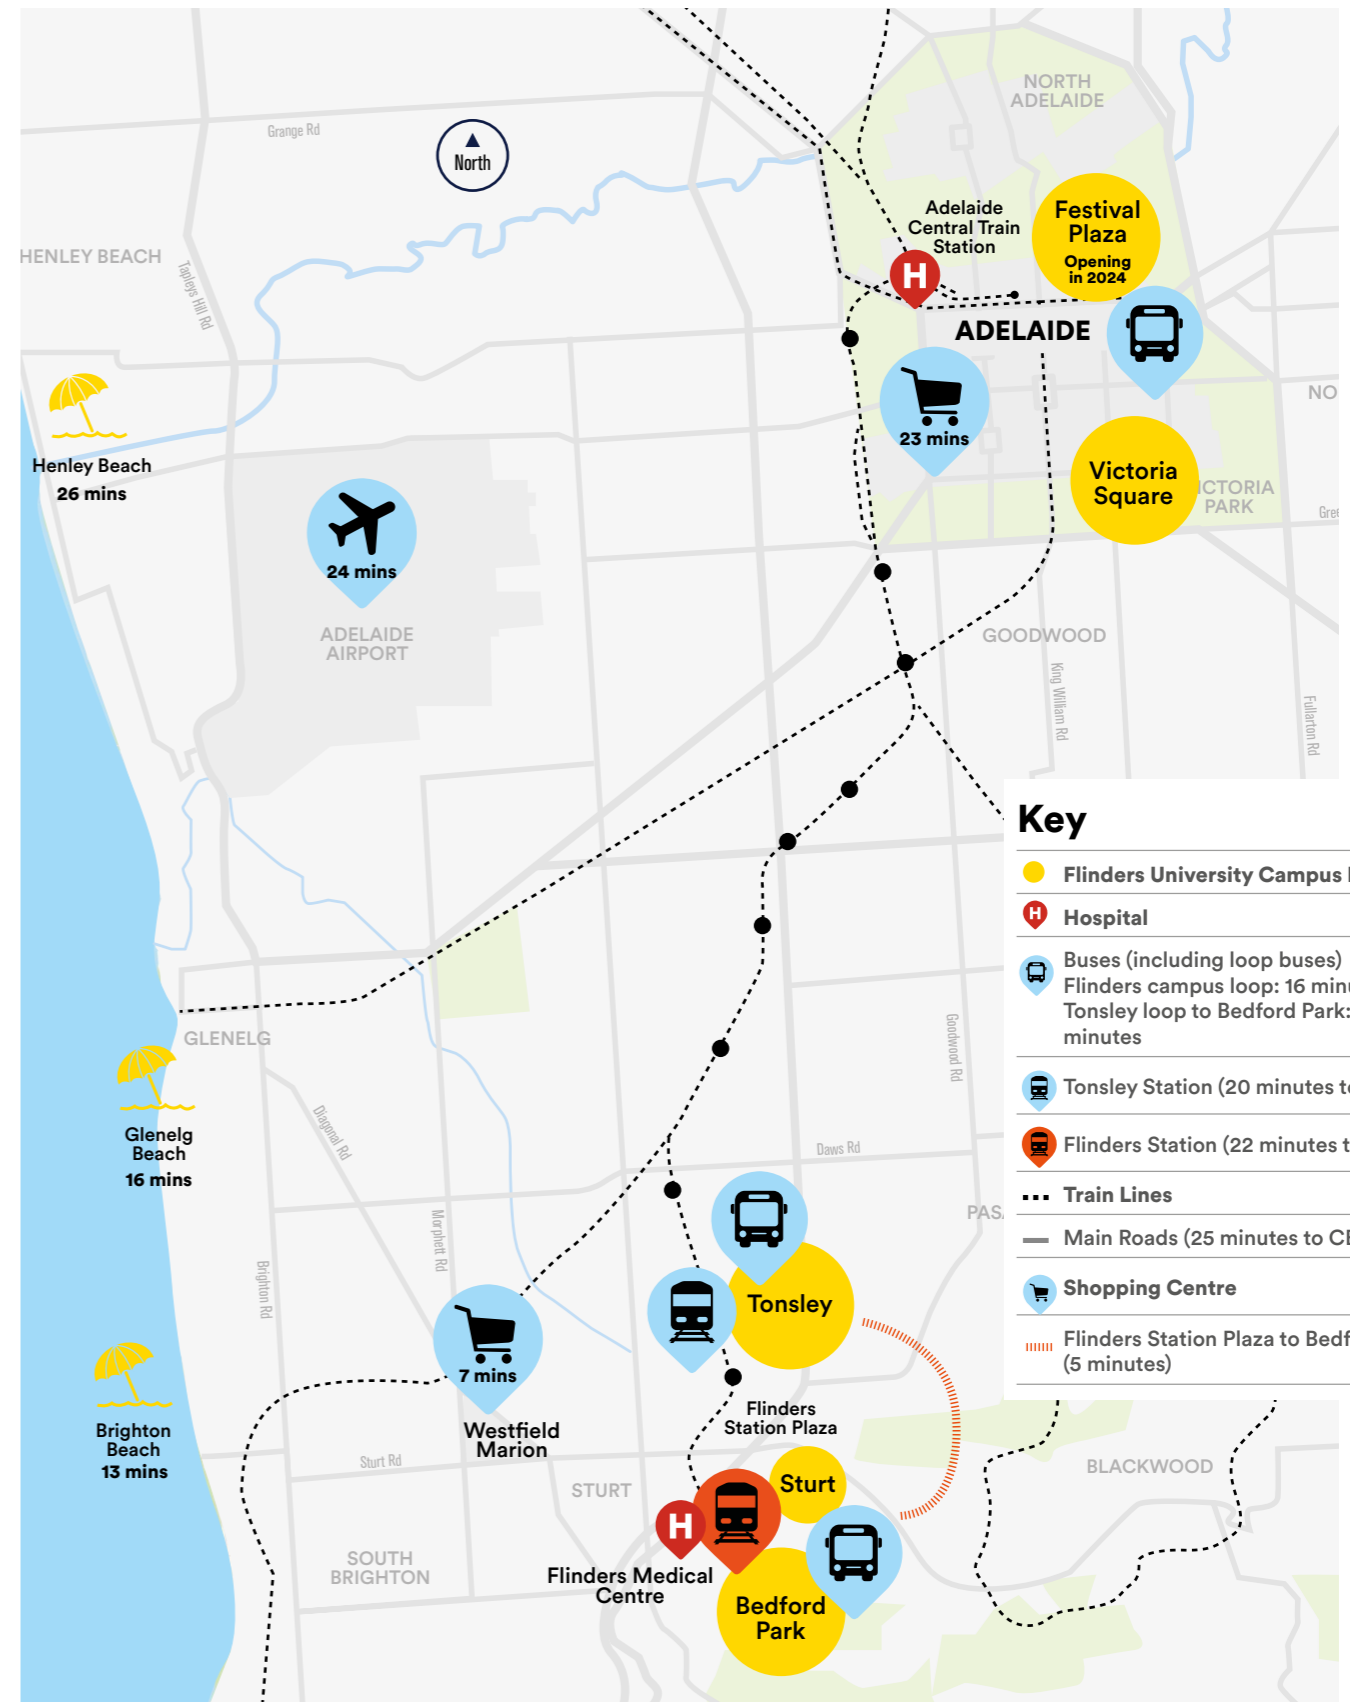 NORTH
ADELAIDE
Grange Rd
North
Adelaide
Central Train
Station
Festival
Plaza
Opening
in 2024
HENLEY BEACH
Tapleys Hill Rd
H
ADELAIDE
NO
23 mins
Henley Beach
26 mins
Victoria
Square
ICTORIA
PARK
Gree
24 mins
ADELAIDE
AIRPORT
GOODWOOD
King William Rd
Fullarton Rd
Key
Flinders University Campus
H
Hospital
Buses (including loop buses)
Flinders campus loop: 16 minu
Tonsley loop to Bedford Park:
minutes
Tonsley Station (20 minutes to
Flinders Station (22 minutes t
Train Lines
Main Roads (25 minutes to CB
Shopping Centre
Flinders Station Plaza to Bedf
(5 minutes)
GLENELG
Goodwood Rd
Glenelg
Beach
16 mins
Diagonal Rd
Daws Rd
PAS
Morphett Rd
Brighton Rd
Tonsley
7 mins
Westfield
Marion
Flinders
Station Plaza
Brighton
Beach
13 mins
Sturt Rd
STURT
Sturt
BLACKWOOD
H
SOUTH
BRIGHTON
Flinders Medical
Centre
Bedford
Park